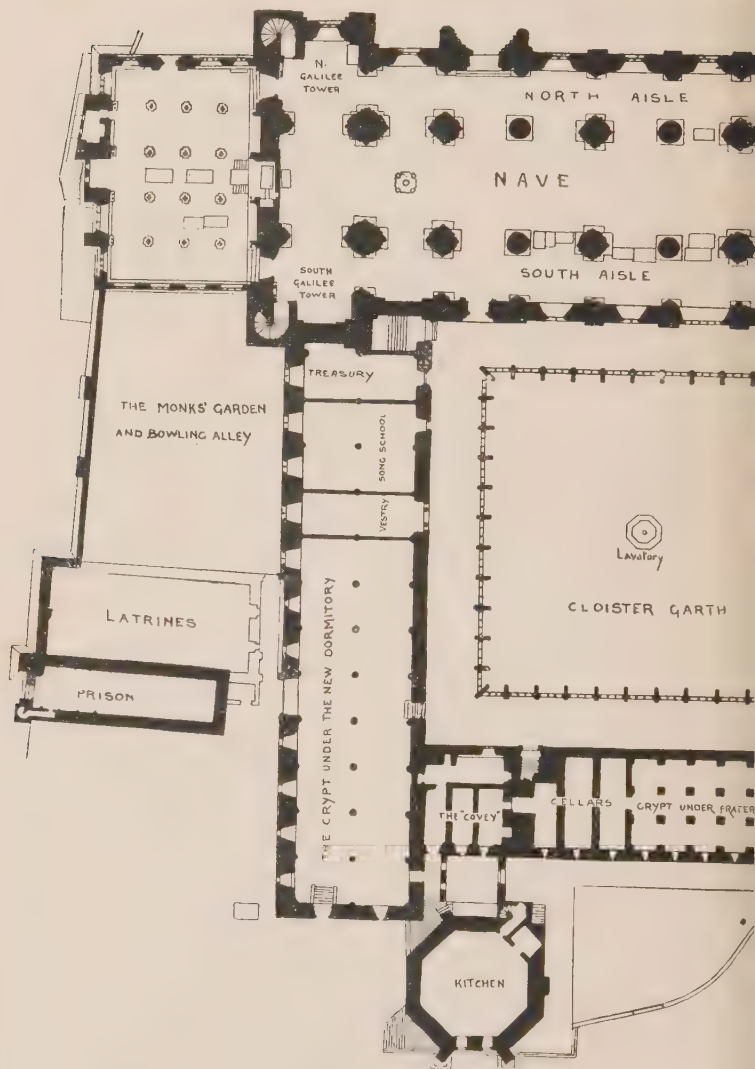 N.
GALILEE
TOWER
NORTH AISLE
NAVE
SOUTH
GALILEE
TOWER
SOUTH AISLE
TREASURY
THE MONKS' GARDEN
AND BOWLING ALLEY
SONG SCHOOL
VESTRY
Lavatory
CLOISTER GARTH
LATRINES
PRISON
THE CRYPT UNDER THE NEW DORMITORY
THE "COVEY"
CELLARS
CRYPT UNDER FRATER
KITCHEN